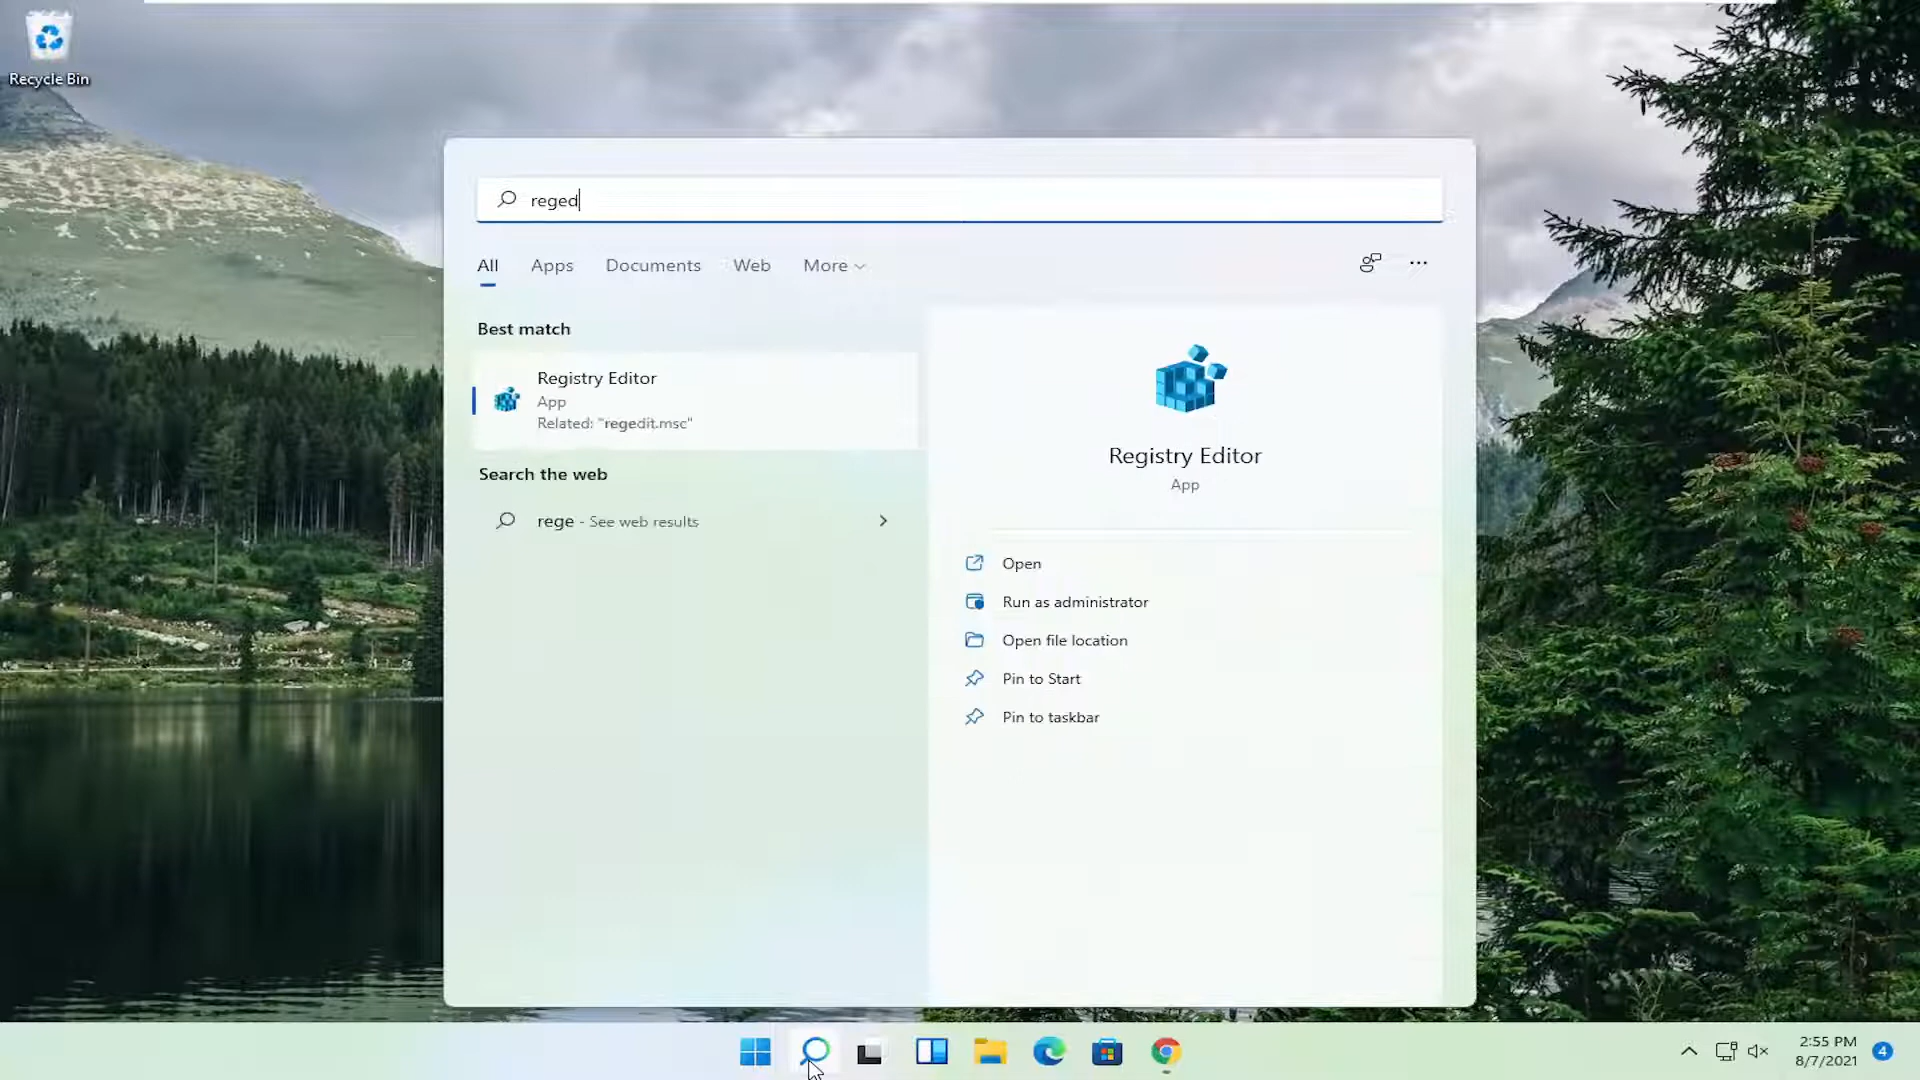 Recycle Bin
reged
All
Apps
Documents
Web
More
Best match
Registry Editor
App
Related: "regedit.msc"
Search the web
rege - See web results
Registry Editor
App
Open
Run as administrator
Open file location
Pin to Start
Pin to taskbar
2:55 PM
8/7/2021
4